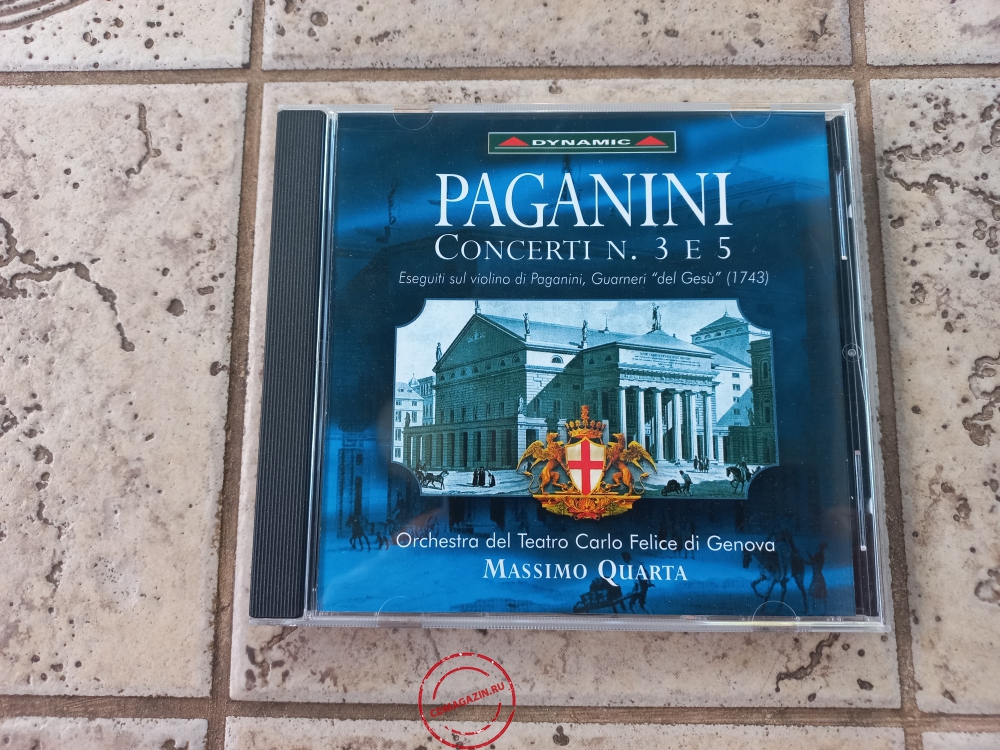 DYNAMIC
PAGANINI
CONCERTI N. 3 E 5
Eseguiti sul violino di Paganini, Guarneri "del Gesù" (1743)
Orchestra del Teatro Carlo Felice di Genova
MASSIMO QUARTA
CDMAGAZIN.RU